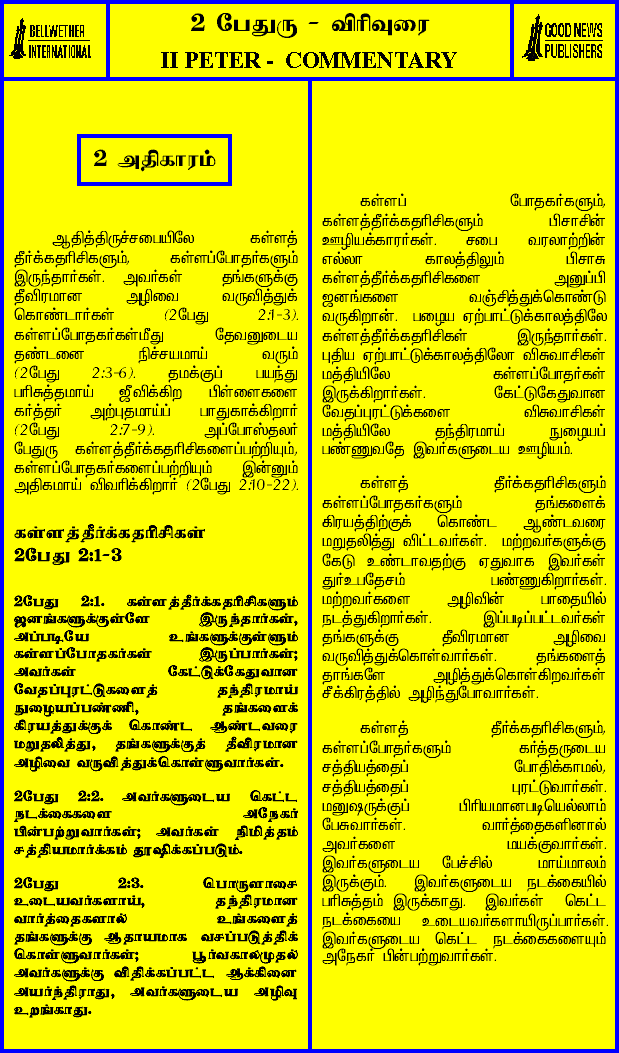 BELLWETHER
INTERNATIONAL
2 பேதுரு - விரிவுரை
II PETER - COMMENTARY
GOOD NEWS
PUBLISHERS
2 அதிகாரம்
ஆதித்திருச்சபையிலே கள்ளத்
தீர்க்கதரிசிகளும், கள்ளப்போதர்களும்
இருந்தார்கள். அவர்கள் தங்களுக்கு
தீவிரமான அழிவை வருவித்துக்
கொண்டார்கள் (2பேது 2:1-3).
கள்ளப்போதகர்கள்மீது தேவனுடைய
தண்டனை நிச்சயமாய் வரும்
(2பேது 2:3-6). தமக்குப் பயந்து
பரிசுத்தமாய் ஜீவிக்கிற பிள்ளைகளை
கர்த்தர் அற்புதமாய்ப் பாதுகாக்கிறார்
(2பேது 2:7-9). அப்போஸ்தலர்
பேதுரு கள்ளத்தீர்க்கதரிசிகளைப்பற்றியும்,
கள்ளப்போதகர்களைப்பற்றியும் இன்னும்
அதிகமாய் விவரிக்கிறார் (2பேது 2:10-22).
கள்ளத்தீர்க்கதரிசிகள்
2பேது 2:1-3
2பேது 2:1. கள்ளத்தீர்க்கதரிசிகளும்
ஜனங்களுக்குள்ளே இருந்தார்கள்,
அப்படியே உங்களுக்குள்ளும்
கள்ளப்போதகர்கள் இருப்பார்கள்;
அவர்கள் கேட்டுக்கேதுவான
வேதப்புரட்டுகளைத் தந்திரமாய்
நுழையப்பண்ணி, தங்களைக்
கிரயத்துக்குக் கொண்ட ஆண்டவரை
மறுதலித்து, தங்களுக்குத் தீவிரமான
அழிவை வருவித்துக்கொள்ளுவார்கள்.
2பேது 2:2. அவர்களுடைய கெட்ட
நடக்கைகளை அநேகர்
பின்பற்றுவார்கள்; அவர்கள் நிமித்தம்
சத்தியமார்க்கம் தூஷிக்கப்படும்.
2பேது 2:3. பொருளாசை
உடையவர்களாய், தந்திரமான
வார்த்தைகளால் உங்களைத்
தங்களுக்கு ஆதாயமாக வசப்படுத்திக்
கொள்ளுவார்கள்; பூர்வகால்முதல்
அவர்களுக்கு விதிக்கப்பட்ட ஆக்கினை
அயர்ந்திராது, அவர்களுடைய அழிவு
உறங்காது.
கள்ளப் போதகர்களும்,
கள்ளத்தீர்க்கதரிசிகளும் பிசாசின்
ஊழியக்காரர்கள். சபை வரலாற்றின்
எல்லா காலத்திலும் பிசாசு
கள்ளத்தீர்க்கதரிசிகளை அனுப்பி
ஜனங்களை வஞ்சித்துக்கொண்டு
வருகிறான். பழைய ஏற்பாட்டுக்காலத்திலே
கள்ளத்தீர்க்கதரிசிகள் இருந்தார்கள்.
புதிய ஏற்பாட்டுக்காலத்திலோ விசுவாசிகள்
மத்தியிலே கள்ளப்போதர்கள்
இருக்கிறார்கள். கேட்டுகேதுவான
வேதப்புரட்டுக்களை விசுவாசிகள்
மத்தியிலே தந்திரமாய் நுழையப்
பண்ணுவதே இவர்களுடைய ஊழியம்.
கள்ளத் தீர்க்கதரிசிகளும்
கள்ளப்போதகர்களும் தங்களைக்
கிரயத்திற்குக் கொண்ட ஆண்டவரை
மறுதலித்து விட்டவர்கள். மற்றவர்களுக்கு
கேடு உண்டாவதற்கு ஏதுவாக இவர்கள்
துர்உபதேசம் பண்ணுகிறார்கள்.
மற்றவர்களை அழிவின் பாதையில்
நடத்துகிறார்கள். இப்படிப்பட்டவர்கள்
தங்களுக்கு தீவிரமான அழிவை
வருவித்துக்கொள்வார்கள். தங்களைத்
தாங்களே அழித்துக்கொள்கிறவர்கள்
சீக்கிரத்தில் அழிந்துபோவார்கள்.
கள்ளத் தீர்க்கதரிசிகளும்,
கள்ளப்போதர்களும் கர்த்தருடைய
சத்தியத்தைப் போதிக்காமல்,
சத்தியத்தைப் புரட்டுவார்கள்.
மனுஷருக்குப் பிரியமானபடியெல்லாம்
பேசுவார்கள். வார்த்தைகளினால்
அவர்களை மயக்குவார்கள்.
இவர்களுடைய பேச்சில் மாய்மாலம்
இருக்கும். இவர்களுடைய நடக்கையில்
பரிசுத்தம் இருக்காது. இவர்கள் கெட்ட
நடக்கையை உடையவர்களாயிருப்பார்கள்.
இவர்களுடைய கெட்ட நடக்கைகளையும்
அநேகர் பின்பற்றுவார்கள்.